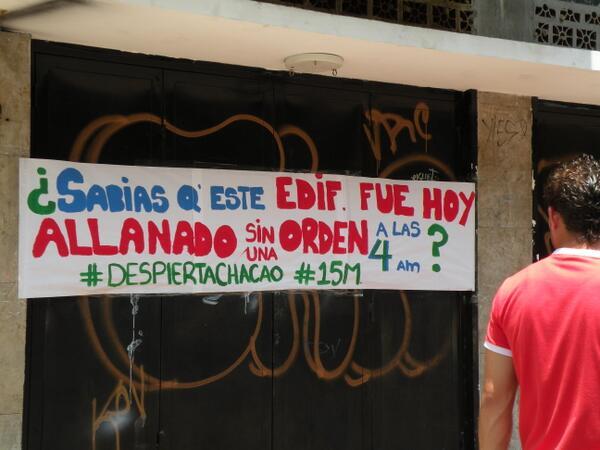 ¿SABIAS Q' ESTE EDIF. FUE HOY
ALLANADO SIN UNA ORDEN A LAS 4 am?
#DESPIERTACHACAO #15M